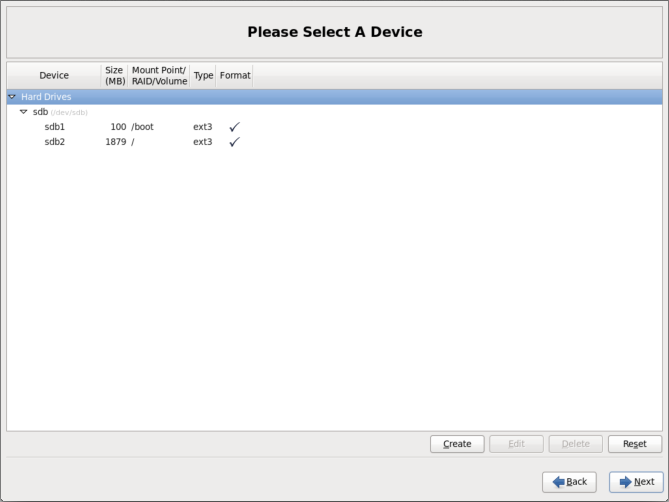 Please Select A Device
Device Size (MB) Mount Point/ RAID/Volume Type Format
Hard Drives
sdb (/dev/sdb)
sdb1 100 /boot ext3 ✓
sdb2 1879 / ext3 ✓
Create Edit Delete Reset
Back Next